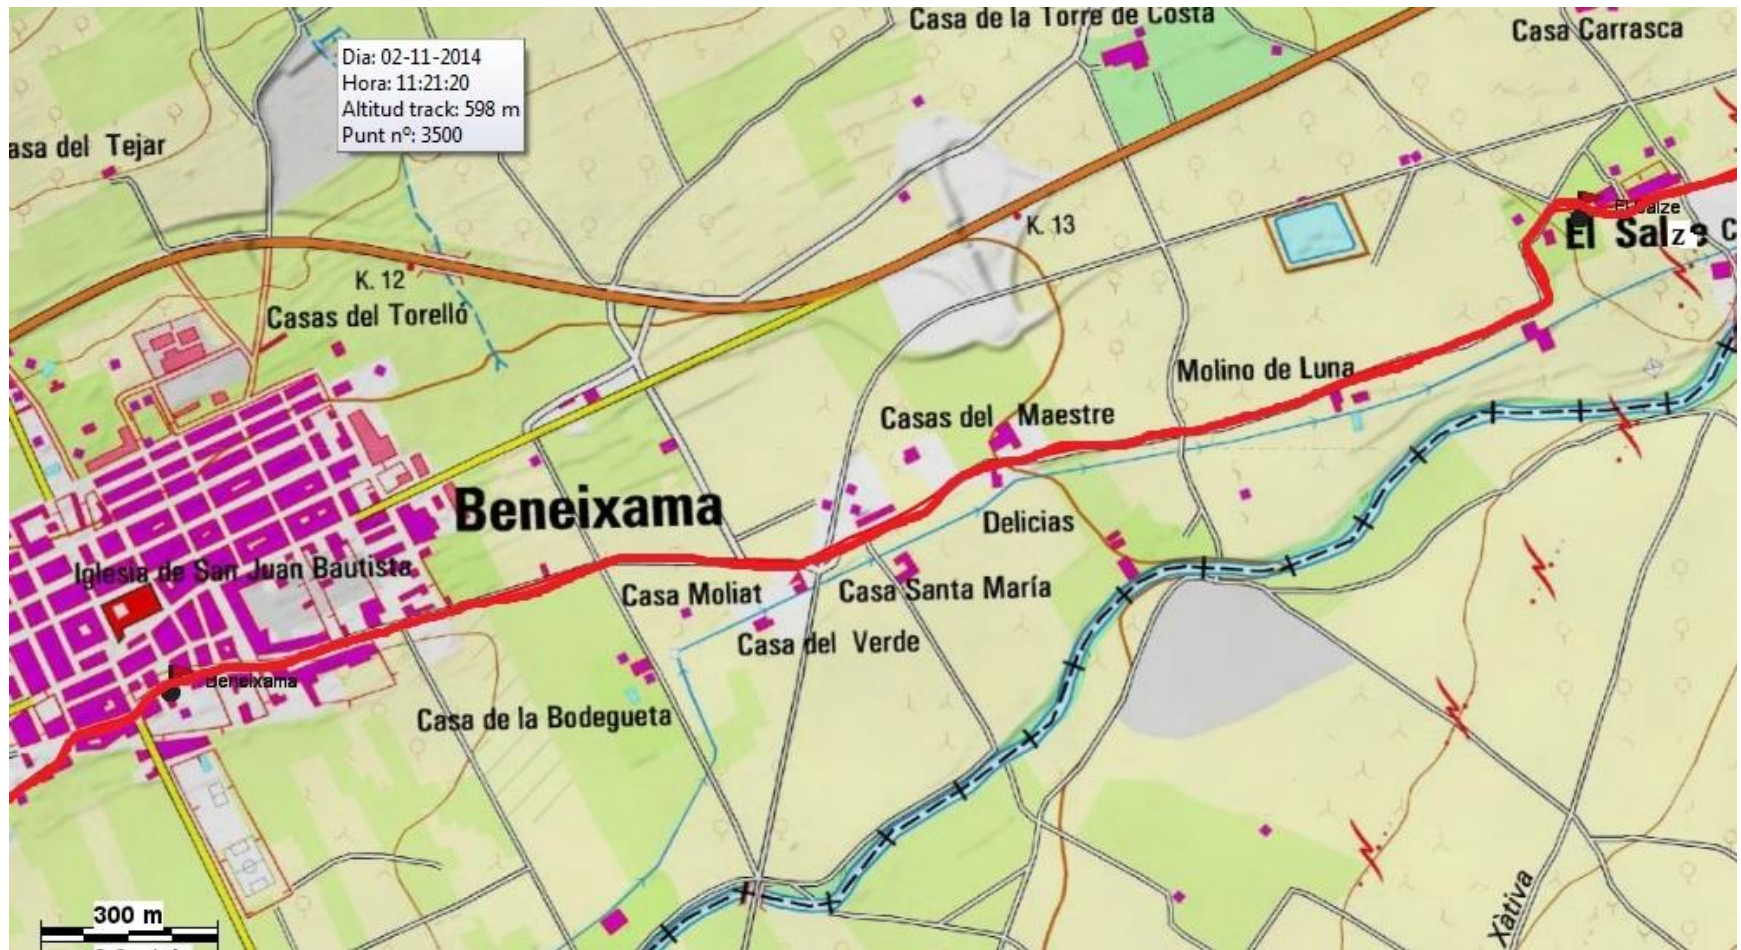 Casa de la Torre de Costa
Casa Carrasca
Dia: 02-11-2014
Hora: 11:21:20
Altitud track: 598 m
Punt nº: 3500
asa del Tejar
K. 13
El Salze
El Salze
C
K. 12
Casas del Torelló
Molino de Luna
Casas del Maestre
Beneixama
Delicias
Iglesia de San Juan Bautista
Casa Moliat
Casa Santa María
Casa del Verde
Beneixama
Casa de la Bodegueta
Xàtiva
300 m